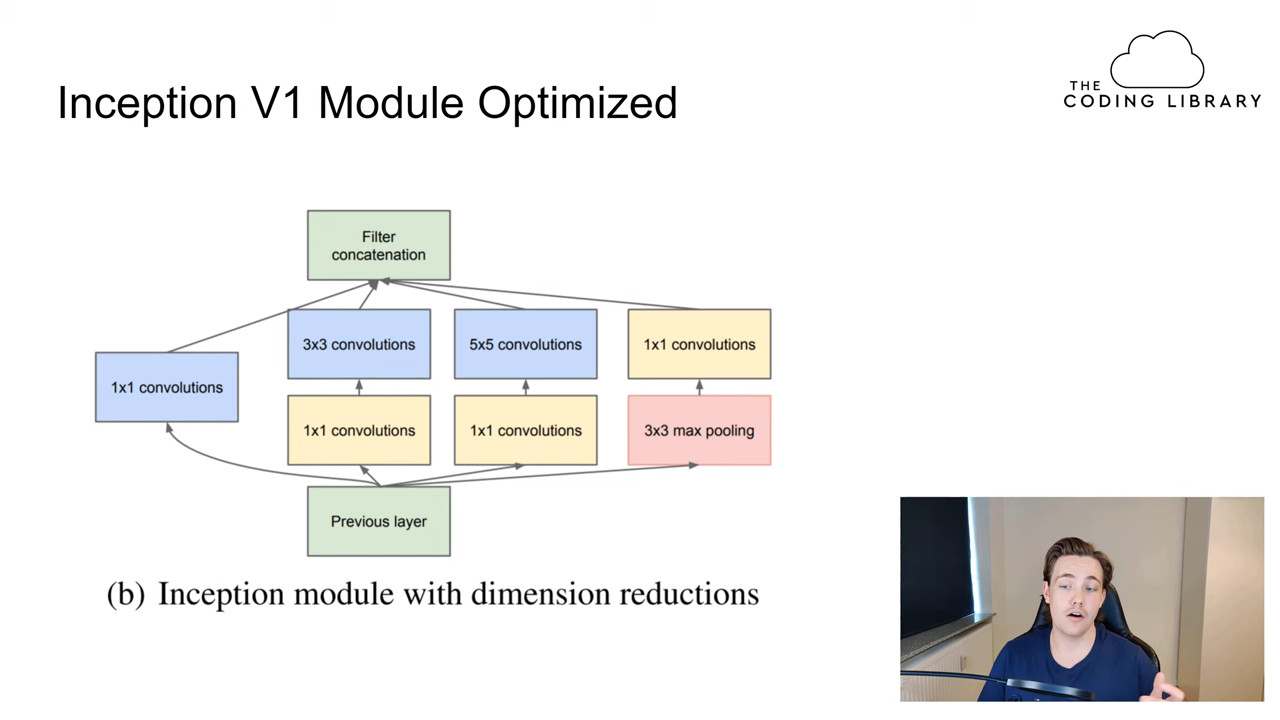 Inception V1 Module Optimized
THE
CODING LIBRARY
Filter
concatenation
3x3 convolutions
5x5 convolutions
1x1 convolutions
1x1 convolutions
1x1 convolutions
1x1 convolutions
3x3 max pooling
Previous layer
(b) Inception module with dimension reductions